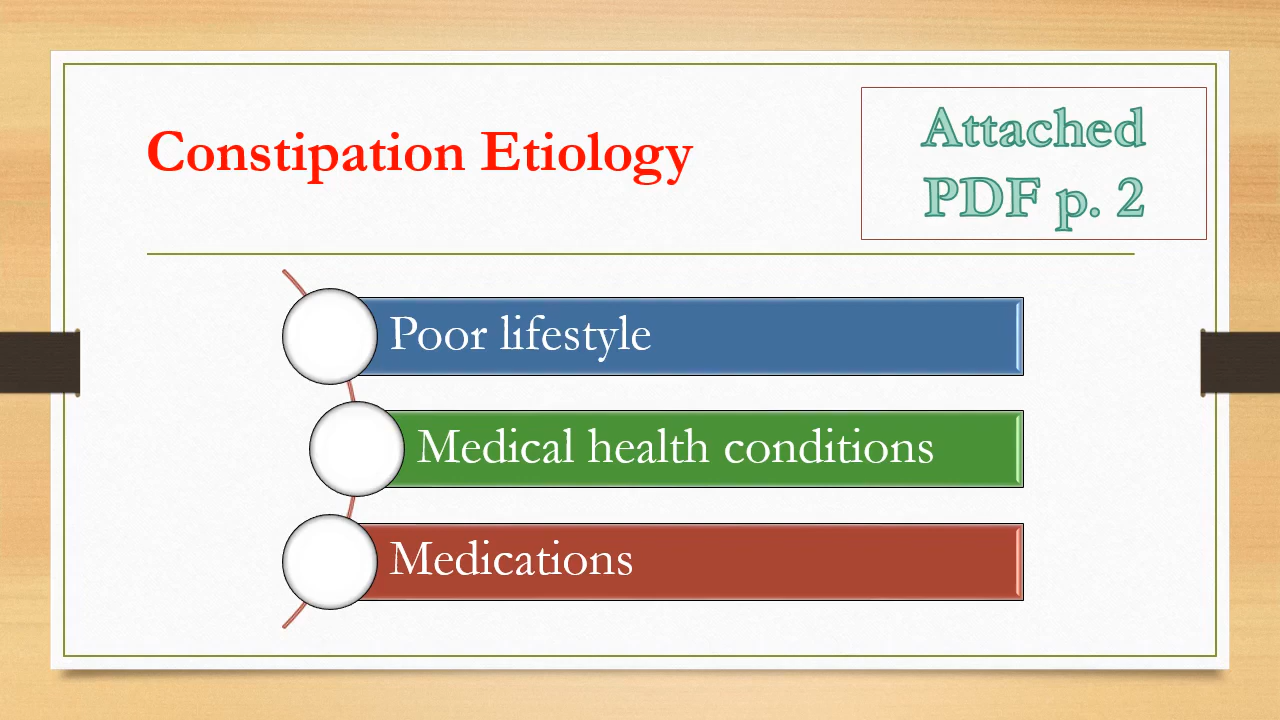 Constipation Etiology
Attached
PDF p. 2
Poor lifestyle
Medical health conditions
Medications